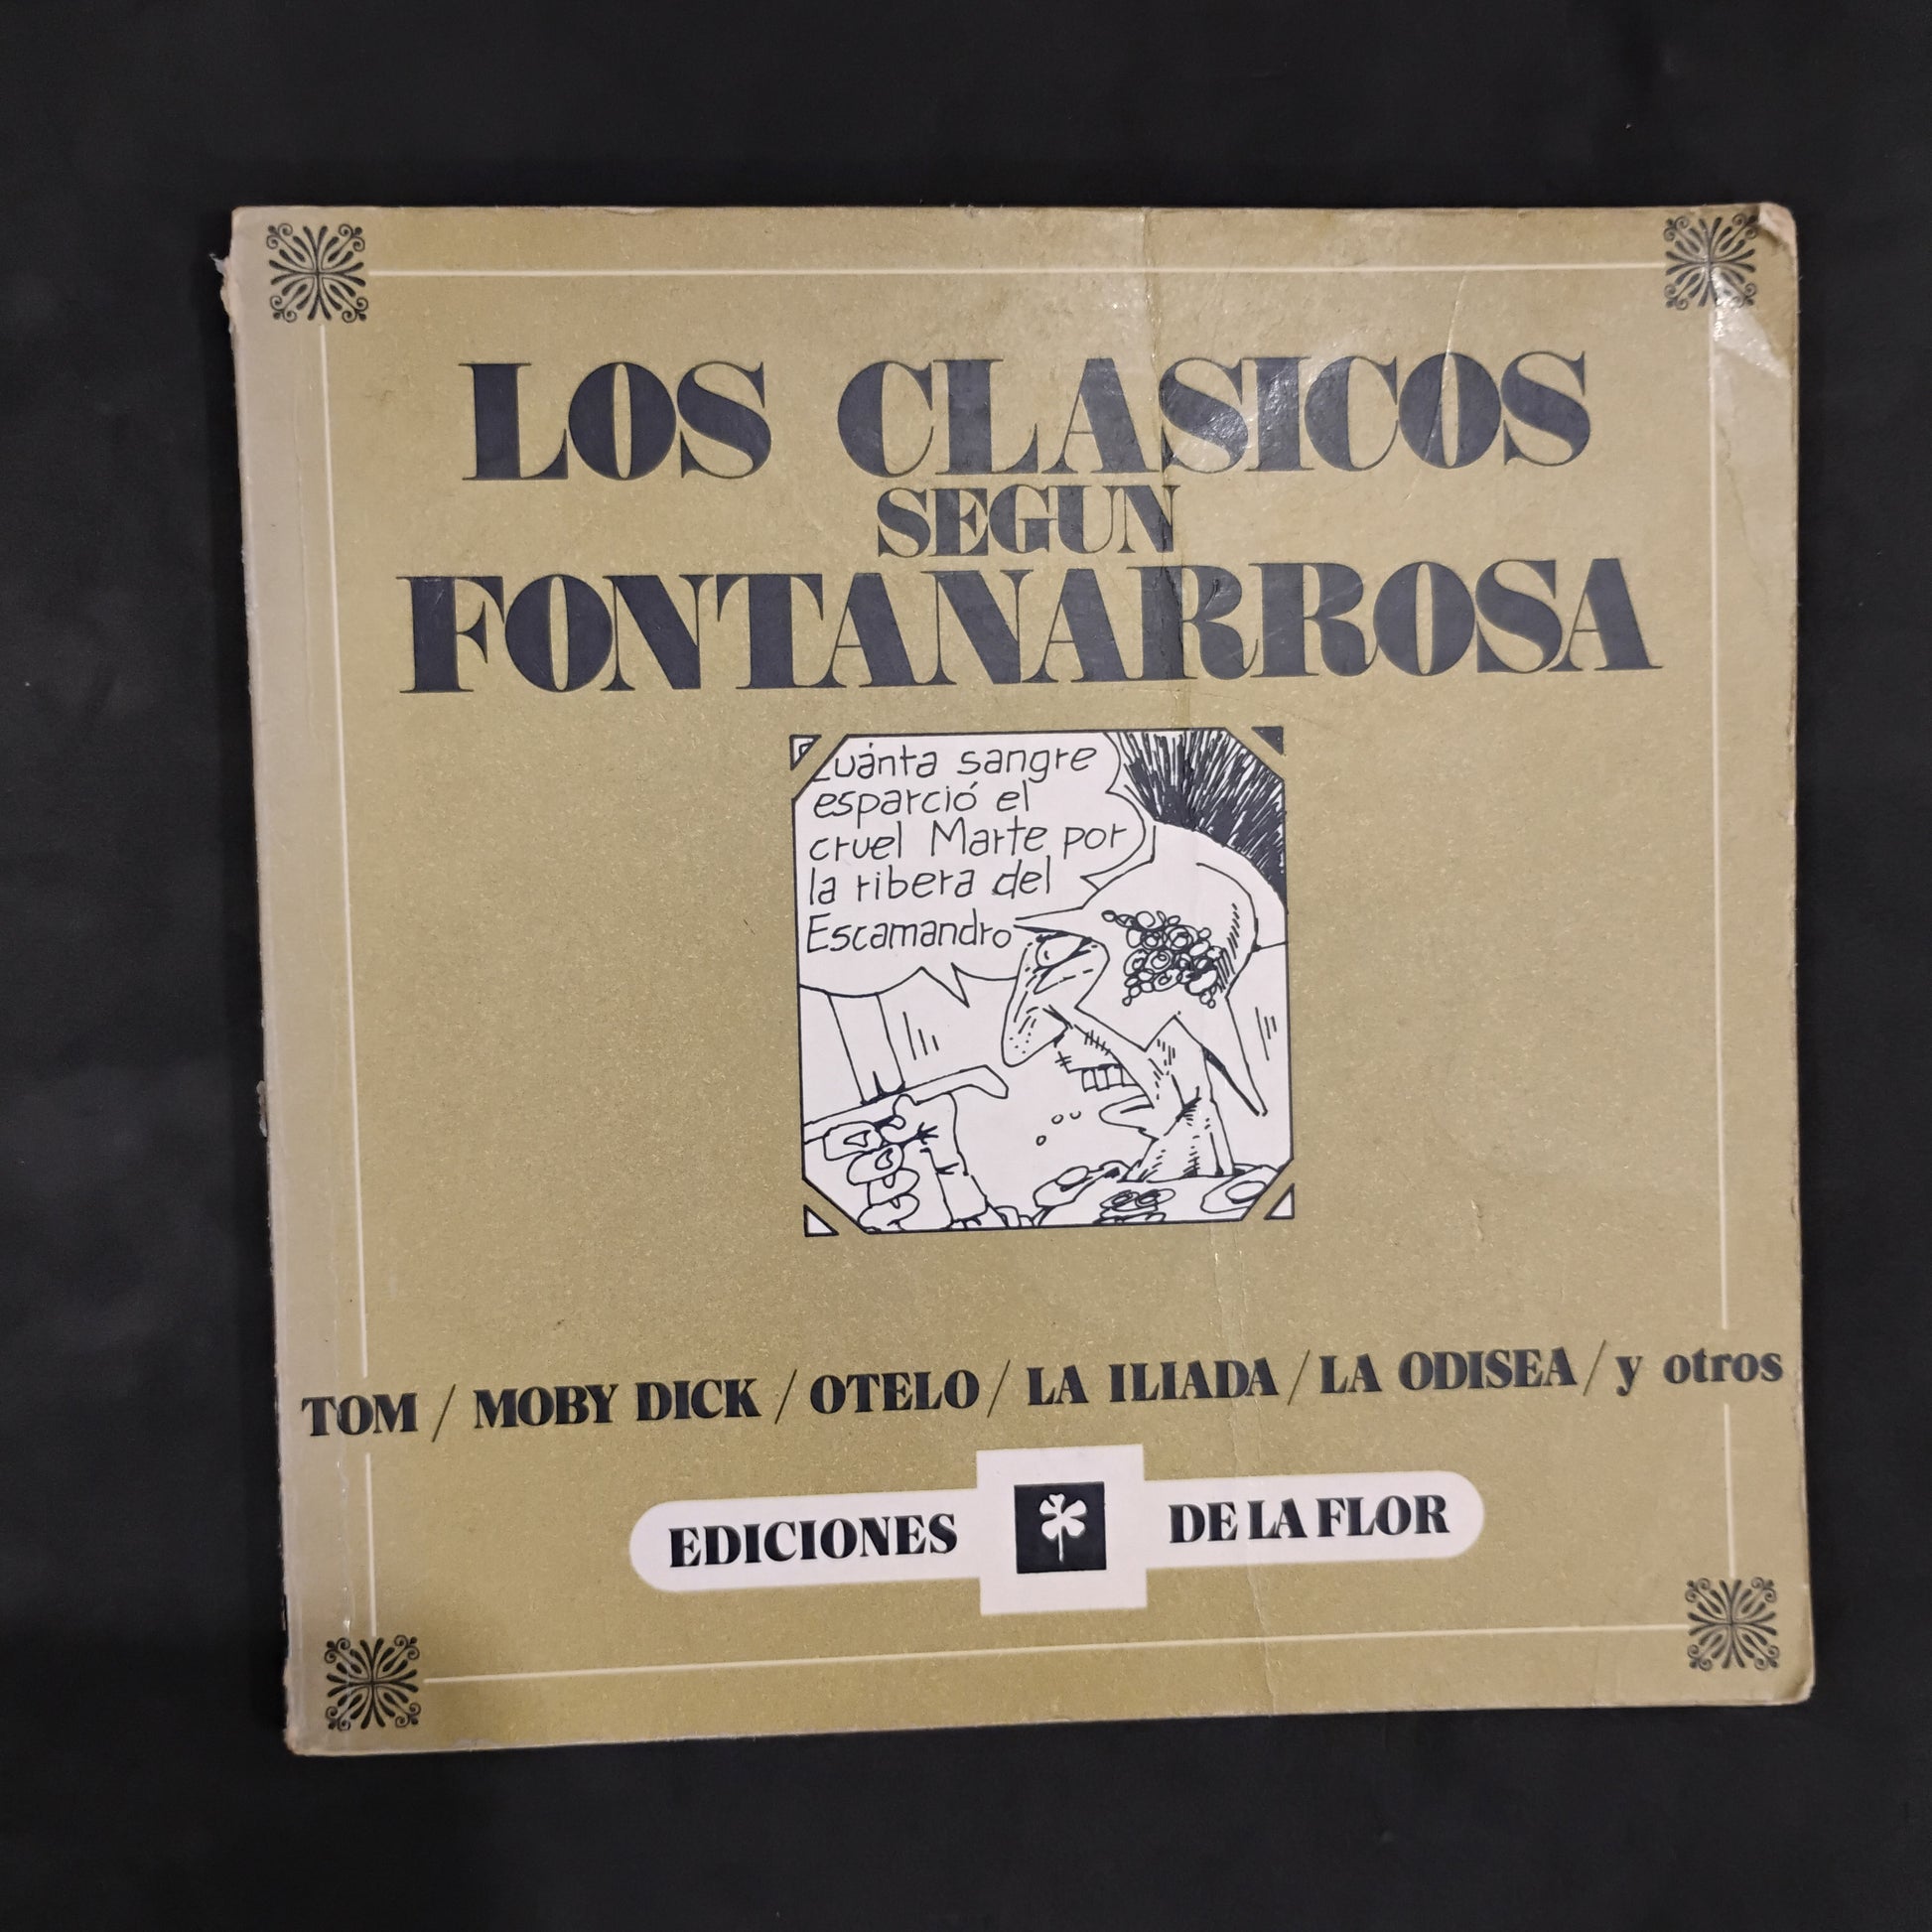 LOS CLASICOS
SEGUN
FONTANARROSA
Cuánta sangre
esparció el
cruel Marte por
la ribera del
Escamandro
TOM / MOBY DICK / OTELO / LA ILIADA / LA ODISEA / y otros
EDICIONES DE LA FLOR